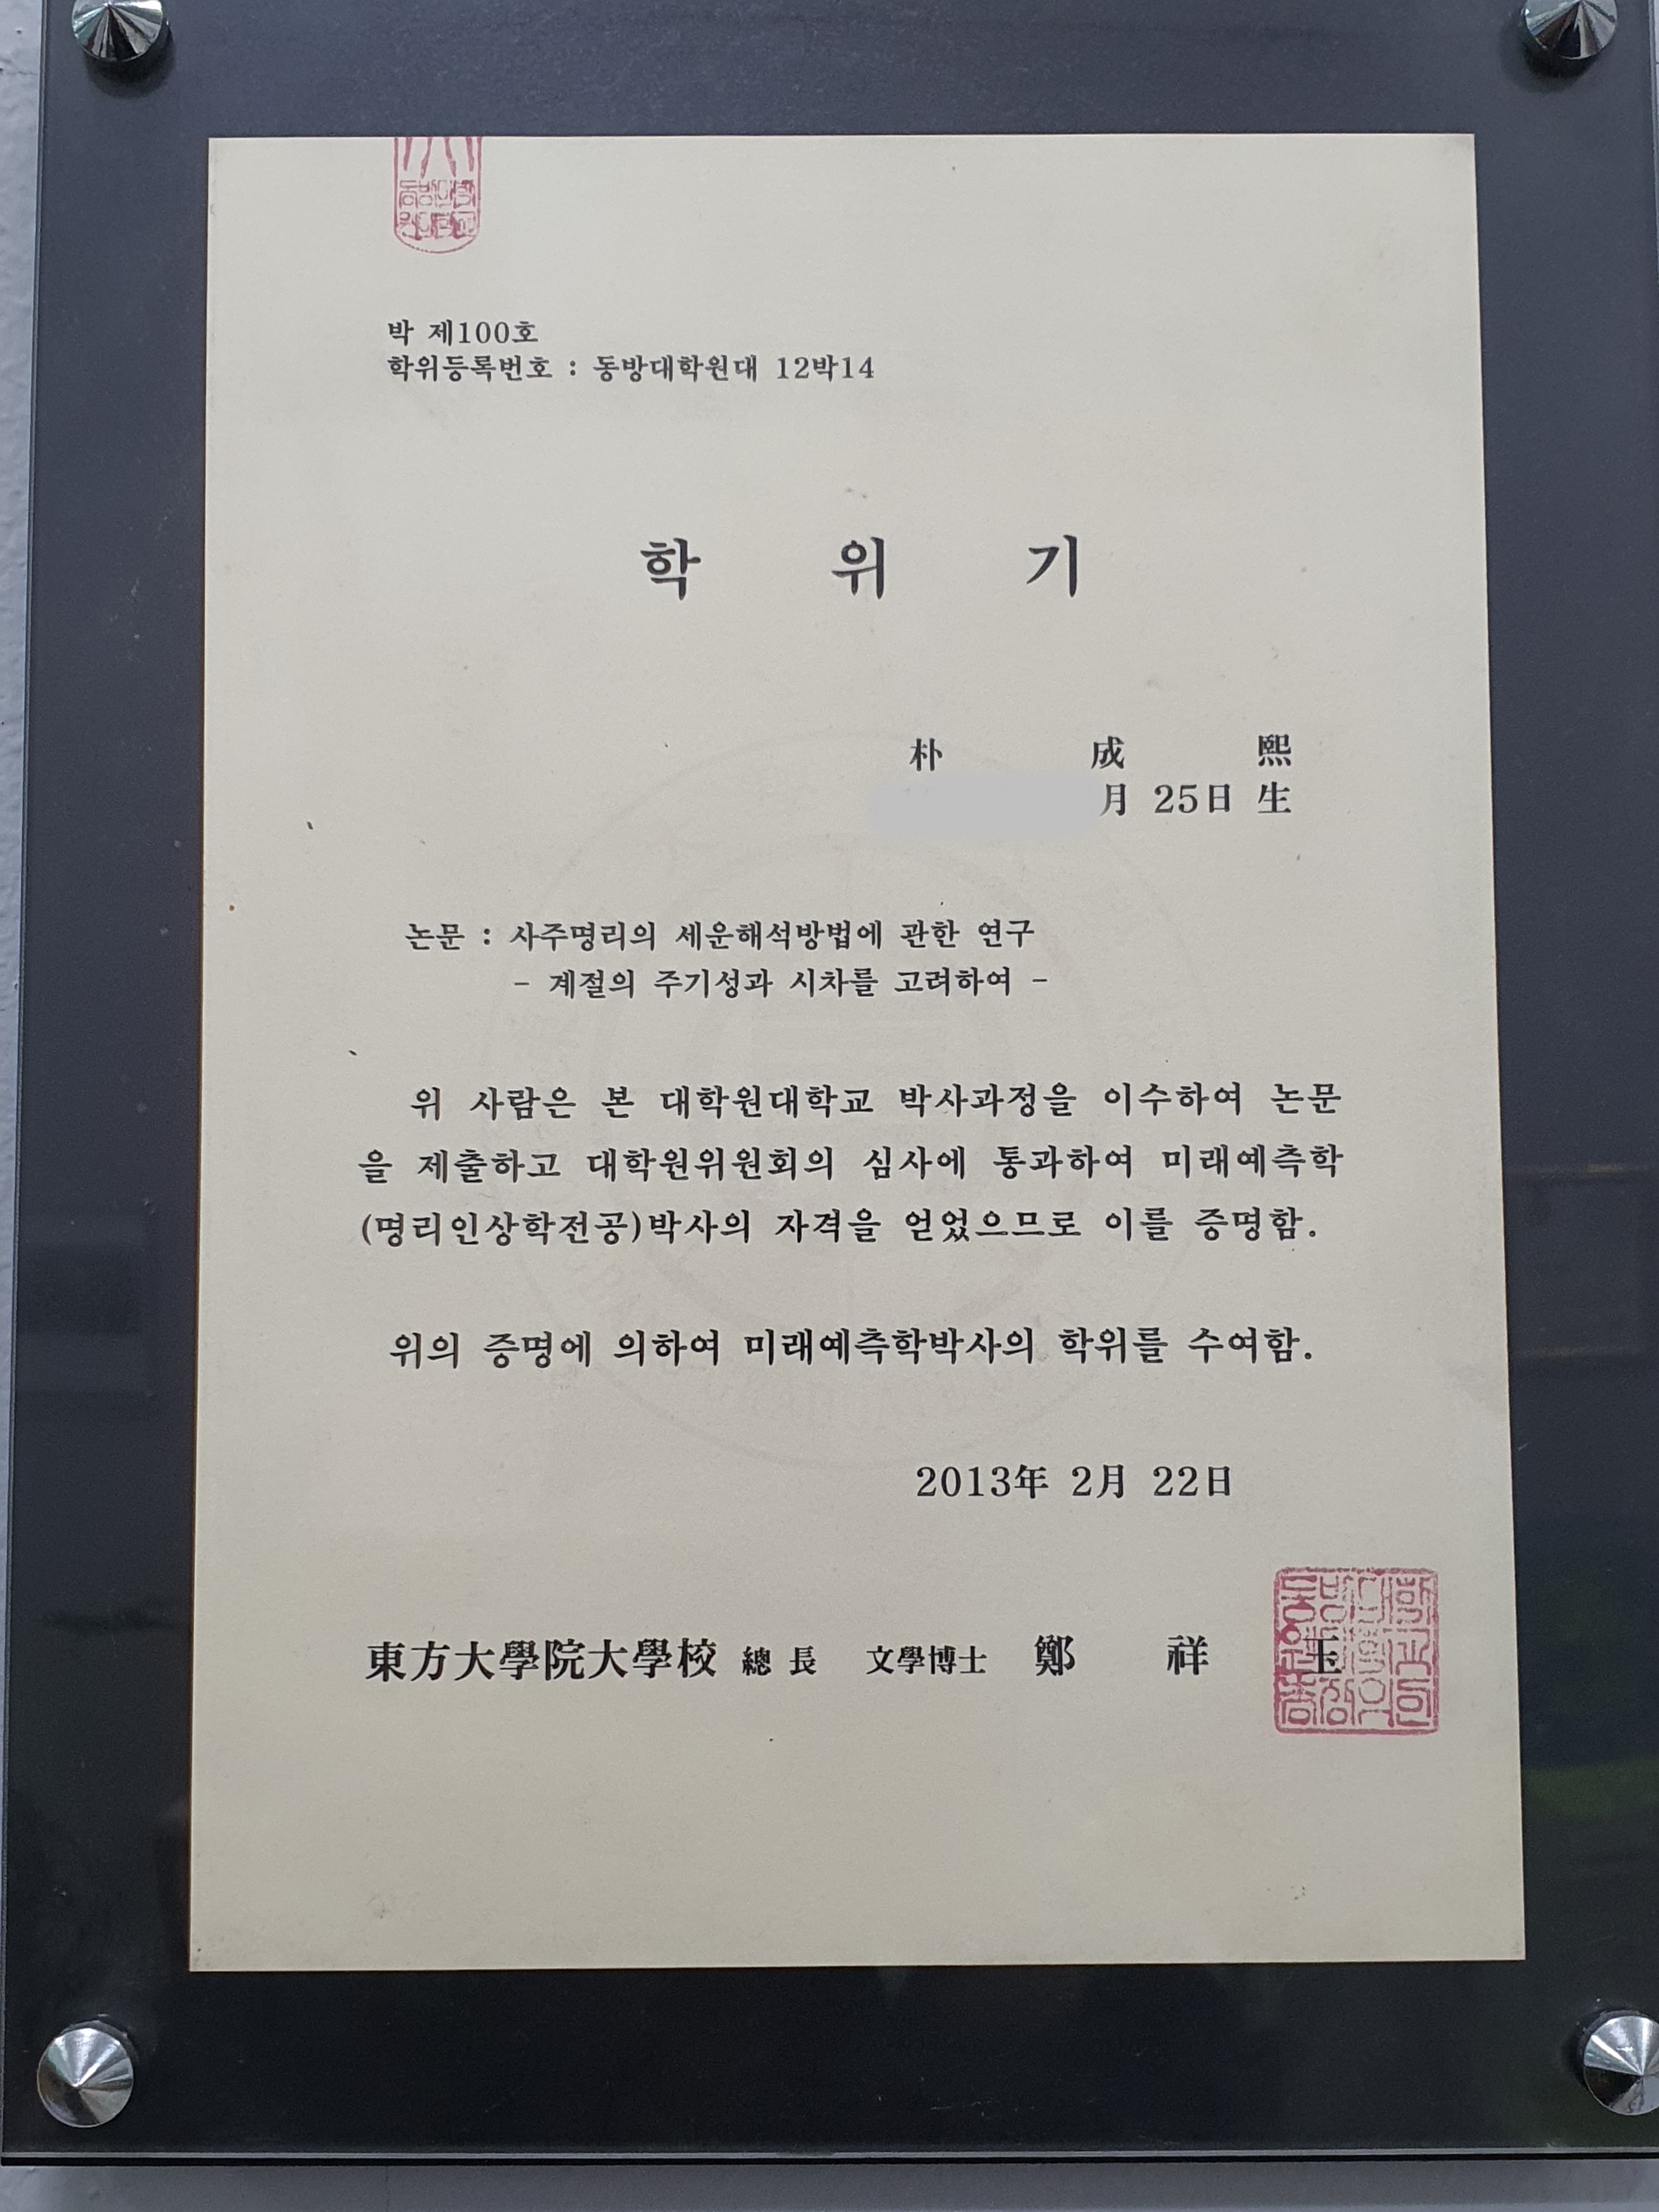 박 제100호
학위등록번호 : 동방대학원대 12박14
학 위 기
朴 成 熙
月 25日 生
논문 : 사주명리의 세운해석방법에 관한 연구
- 계절의 주기성과 시차를 고려하여 -
위 사람은 본 대학원대학교 박사과정을 이수하여 논문
을 제출하고 대학원위원회의 심사에 통과하여 미래예측학
(명리인상학전공)박사의 자격을 얻었으므로 이를 증명함.
위의 증명에 의하여 미래예측학박사의 학위를 수여함.
2013年 2月 22日
東方大學院大學校 總長 文學博士 鄭 祥 玉